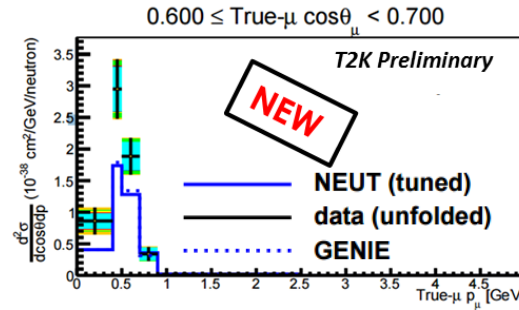 0.600 ≤ True-μ cosθμ < 0.700
T2K Preliminary
NEW
d²σ/dcosθdp (10⁻³⁸ cm²/GeV/neutron)
3.5
3
2.5
2
1.5
1
0.5
0
NEUT (tuned)
data (unfolded)
GENIE
0 0.5 1 1.5 2 2.5 3 3.5 4 4.5
True-μ pμ [GeV